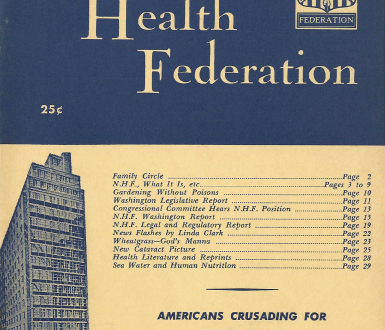 Health
FEDERATION
Federation
25¢
Family Circle Page 2
N.H.F., What It Is, etc. Pages 3 to 9
Gardening Without Poisons Page 10
Washington Legislative Report Page 11
Congressional Committee Hears N.H.F. Position Page 13
N.H.F. Washington Report Page 15
N.H.F. Legal and Regulatory Report Page 19
News Flashes by Linda Clark Page 22
Wheatgrass—God's Manna Page 23
New Cataract Picture Page 25
Health Literature and Reprints Page 28
Sea Water and Human Nutrition Page 29
AMERICANS CRUSADING FOR